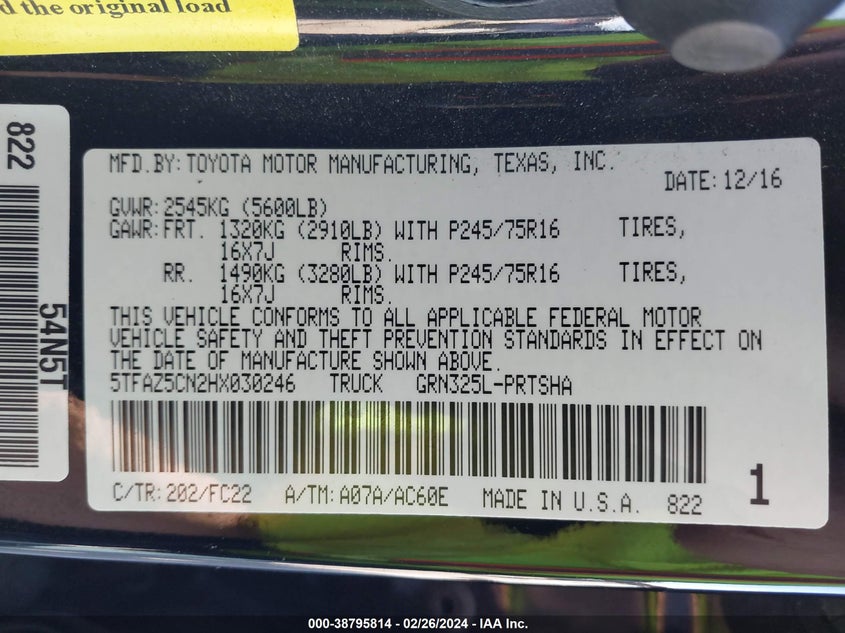 d the original load
822
54N5T
MFD.BY:TOYOTA MOTOR MANUFACTURING, TEXAS, INC.
DATE:12/16
GVWR:2545KG (5600LB)
GAWR:FRT. 1320KG (2910LB) WITH P245/75R16 TIRES,
16X7J RIMS.
RR. 1490KG (3280LB) WITH P245/75R16 TIRES,
16X7J RIMS.
THIS VEHICLE CONFORMS TO ALL APPLICABLE FEDERAL MOTOR
VEHICLE SAFETY AND THEFT PREVENTION STANDARDS IN EFFECT ON
THE DATE OF MANUFACTURE SHOWN ABOVE.
5TFAZ5CN2HX030246 TRUCK GRN325L-PRTSHA
C/TR:202/FC22 A/TM:A07A/AC60E MADE IN U.S.A. 822
1
000-38795814 - 02/26/2024 - IAA Inc.